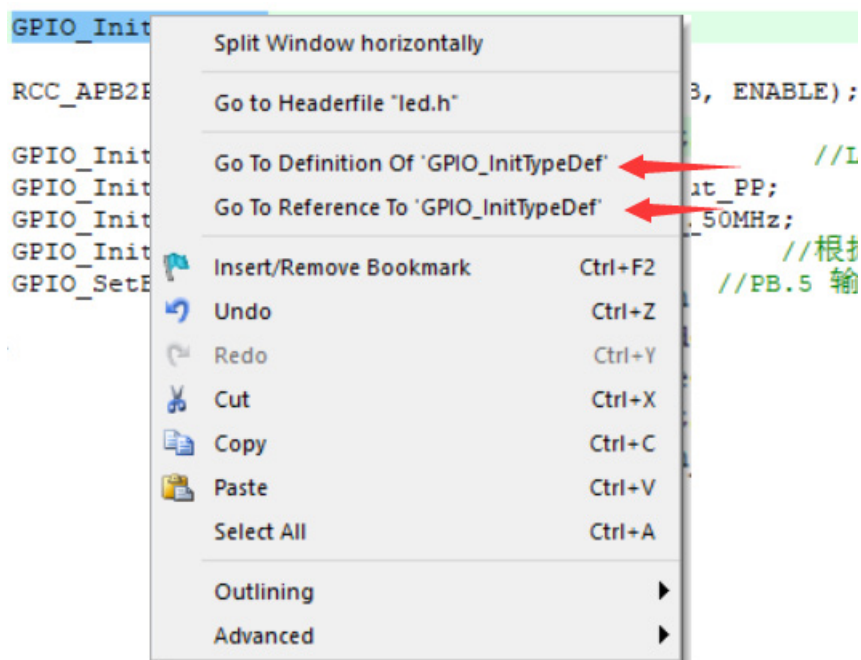 GPIO_Init
Split Window horizontally
RCC_APB2 B, ENABLE);
Go to Headerfile "led.h"
GPIO_Init //L
Go To Definition Of 'GPIO_InitTypeDef'
GPIO_Init ut_PP;
Go To Reference To 'GPIO_InitTypeDef'
GPIO_Init _50MHz;
GPIO_Init //根据
Insert/Remove Bookmark Ctrl+F2
GPIO_Set //PB.5 输
Undo Ctrl+Z
Redo Ctrl+Y
Cut Ctrl+X
Copy Ctrl+C
Paste Ctrl+V
Select All Ctrl+A
Outlining
Advanced